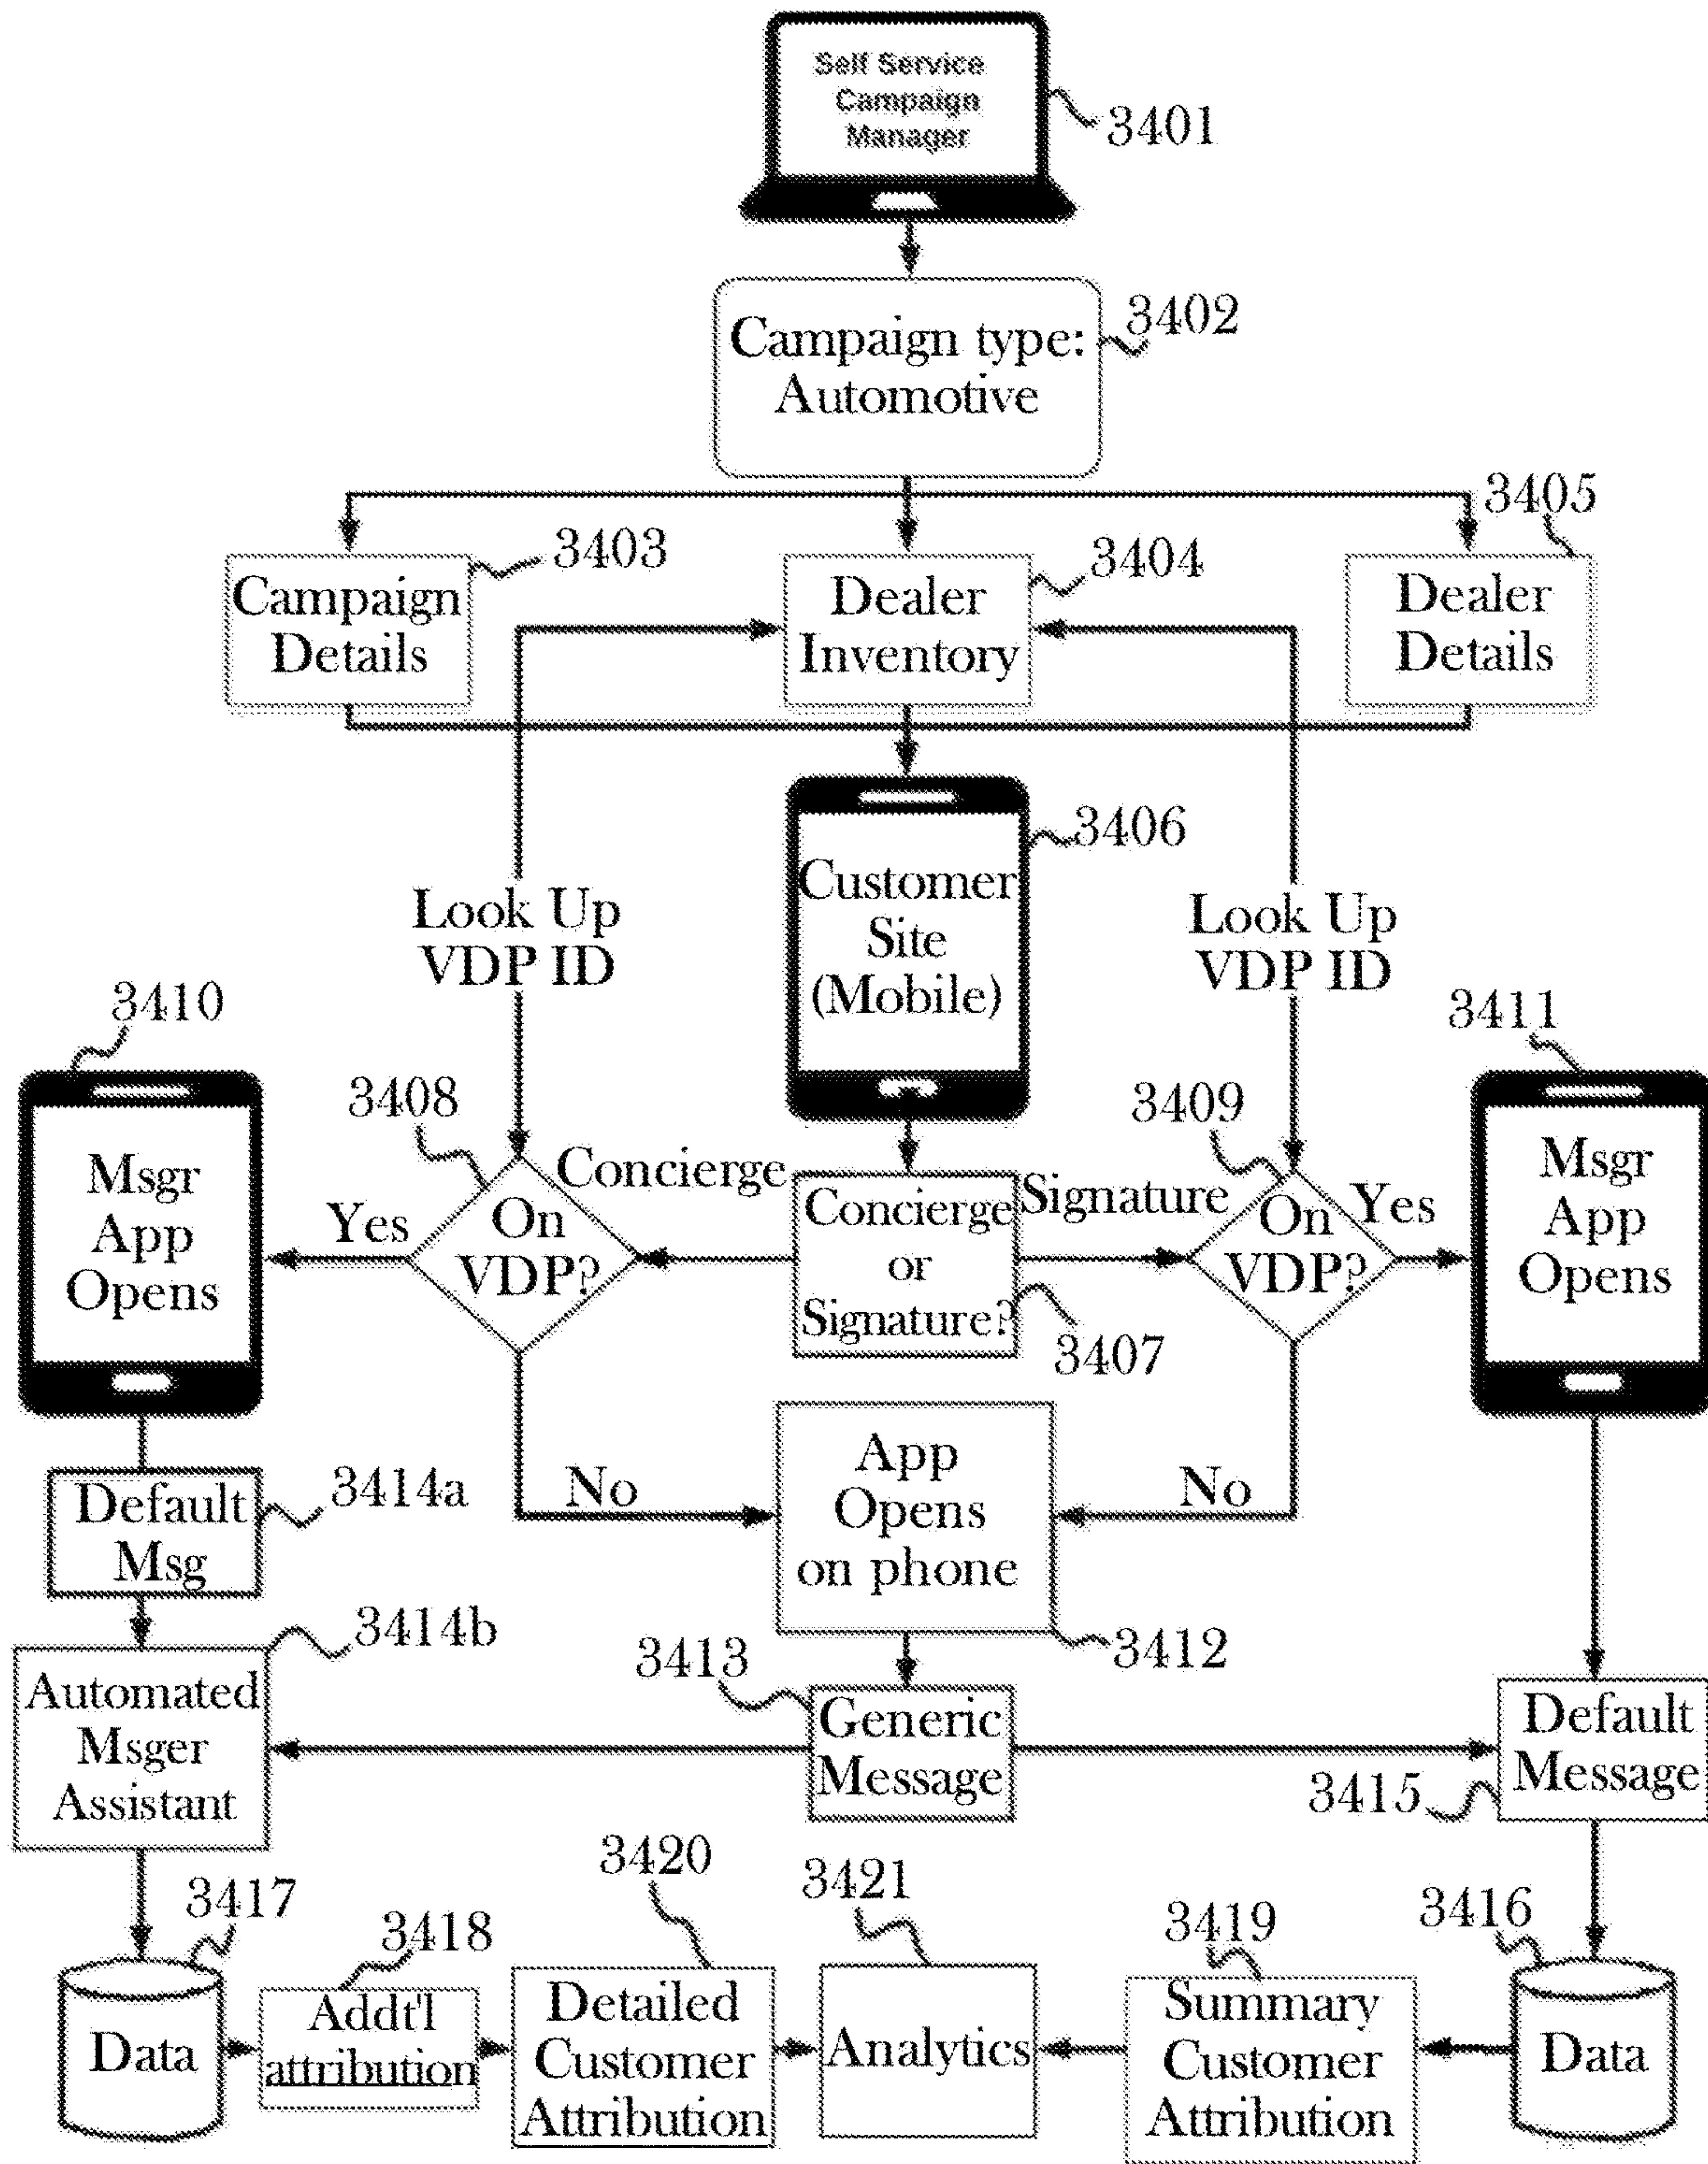 Self Service
Campaign
Manager
3401
3402
Campaign type:
Automotive
3405
3403
3404
Campaign
Details
Dealer
Inventory
Dealer
Details
3406
Customer
Site
(Mobile)
Look Up
VDP ID
Look Up
VDP ID
3410
3411
3408
3409
Msgr
App
Opens
Yes
On
VDP?
Concierge
Concierge
or
Signature?
Signature
On
VDP?
Yes
Msgr
App
Opens
3407
No
App
Opens
on phone
No
Default
Msg
3414a
3414b
3413
3412
Automated
Msger
Assistant
Generic
Message
Default
Message
3415
3417
3418
3420
3421
3419
3416
Data
Addt'l
attribution
Detailed
Customer
Attribution
Analytics
Summary
Customer
Attribution
Data